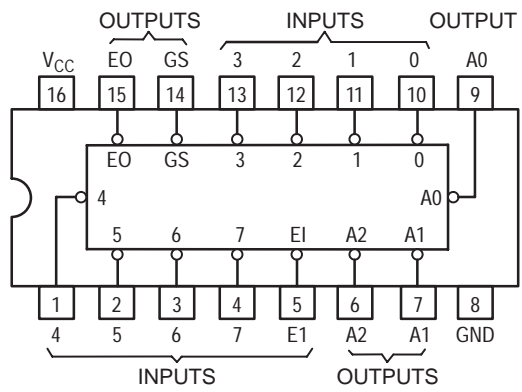 OUTPUTS INPUTS OUTPUT
V_CC EO GS 3 2 1 0 A0
16 15 14 13 12 11 10 9
EO GS 3 2 1 0
4 A0
5 6 7 EI A2 A1
1 2 3 4 5 6 7 8
4 5 6 7 E1 A2 A1 GND
INPUTS OUTPUTS